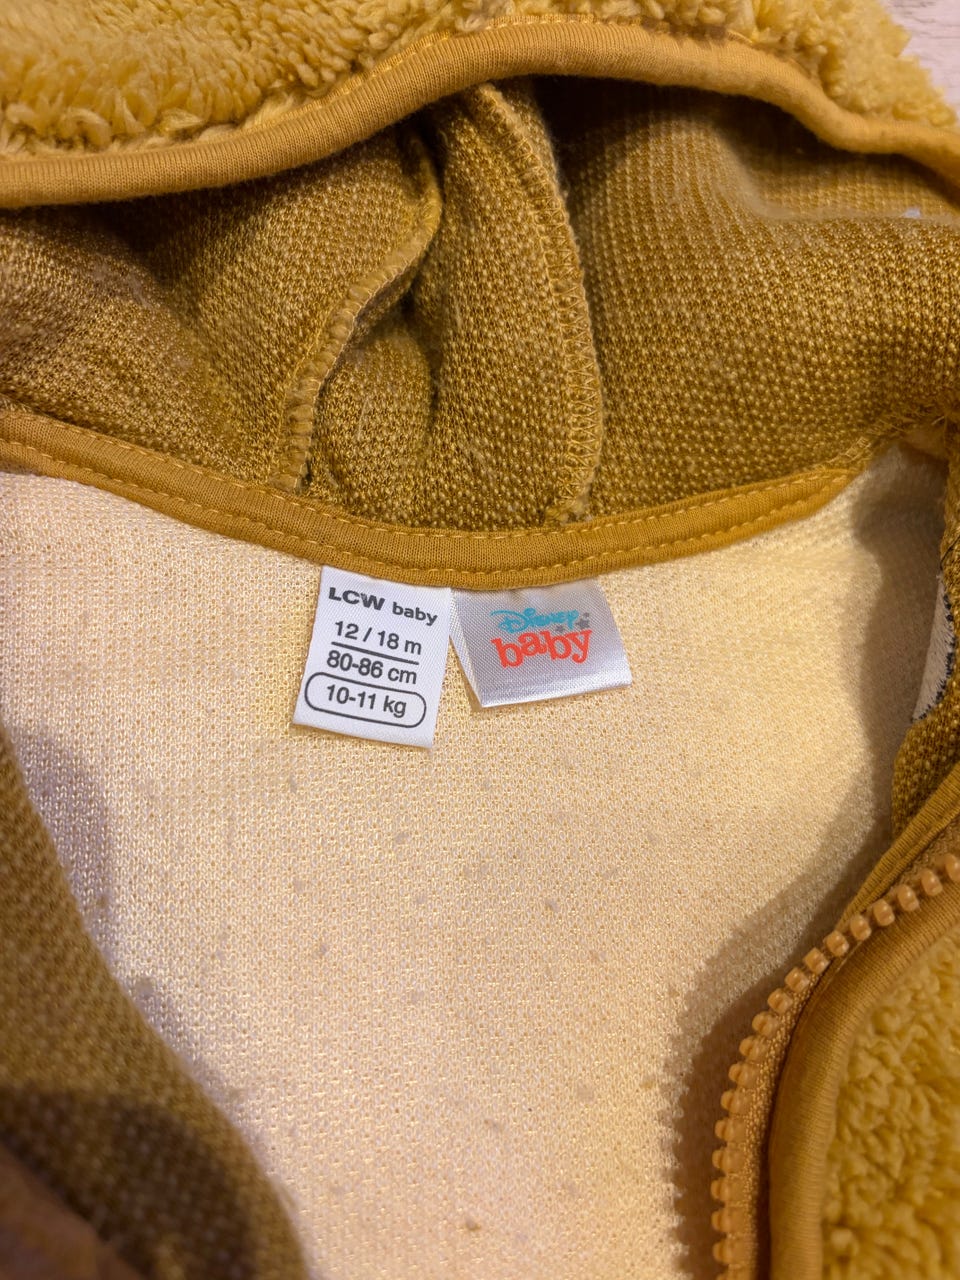 LCW baby
12 / 18 m
80-86 cm
10-11 kg
Disney
baby